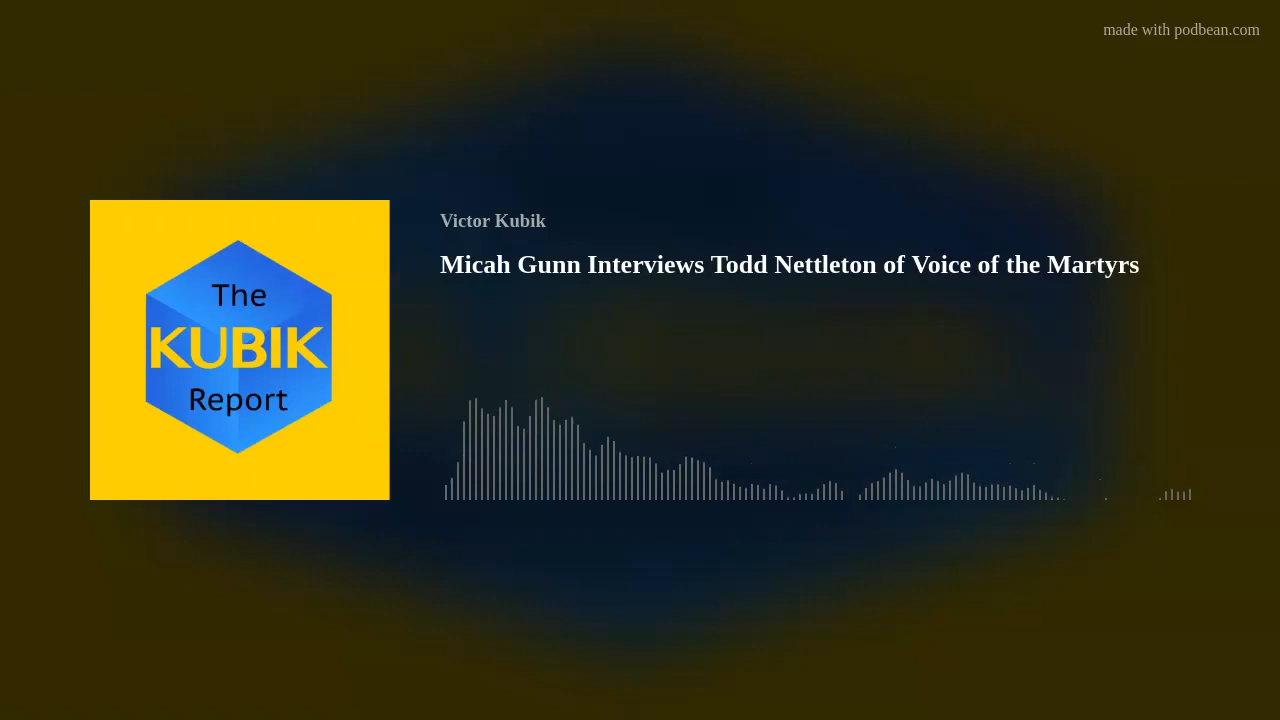 made with podbean.com
Victor Kubik
Micah Gunn Interviews Todd Nettleton of Voice of the Martyrs
The
KUBIK
Report